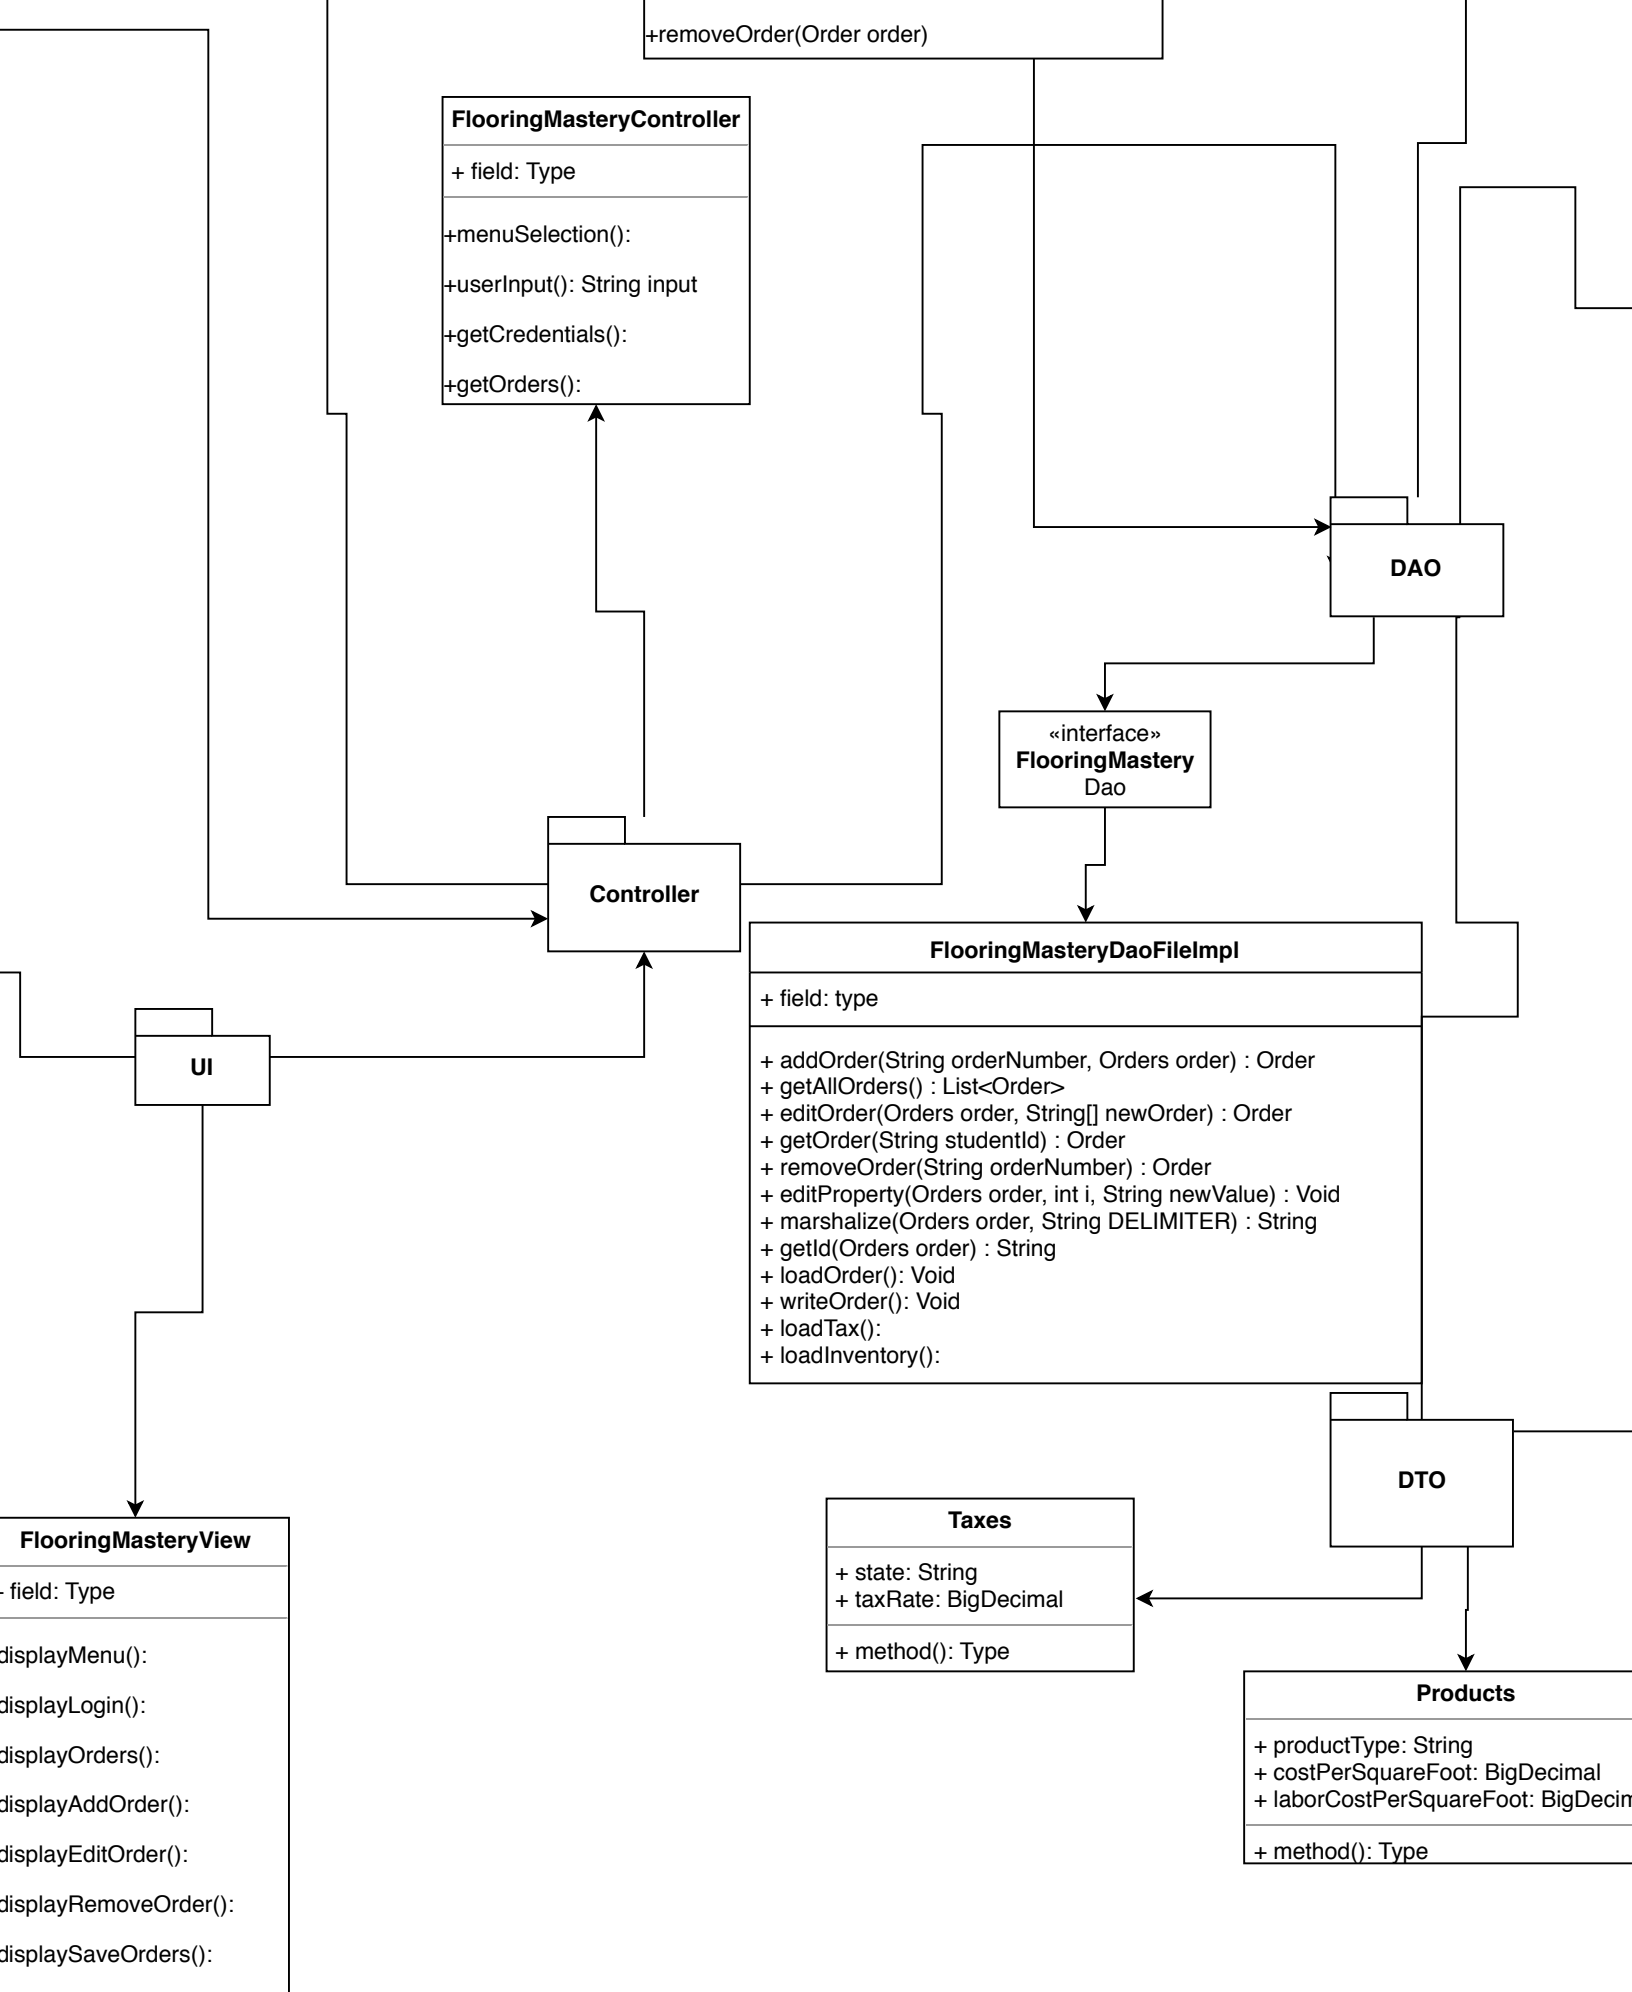 +removeOrder(Order order)
FlooringMasteryController
+ field: Type
+menuSelection():
+userInput(): String input
+getCredentials():
+getOrders():
DAO
«interface»
FlooringMastery
Dao
Controller
FlooringMasteryDaoFileImpl
+ field: type
+ addOrder(String orderNumber, Orders order) : Order
+ getAllOrders() : List<Order>
+ editOrder(Orders order, String[] newOrder) : Order
+ getOrder(String studentId) : Order
+ removeOrder(String orderNumber) : Order
+ editProperty(Orders order, int i, String newValue) : Void
+ marshalize(Orders order, String DELIMITER) : String
+ getId(Orders order) : String
+ loadOrder(): Void
+ writeOrder(): Void
+ loadTax():
+ loadInventory():
UI
DTO
Taxes
+ state: String
+ taxRate: BigDecimal
+ method(): Type
FlooringMasteryView
- field: Type
displayMenu():
displayLogin():
displayOrders():
displayAddOrder():
displayEditOrder():
displayRemoveOrder():
displaySaveOrders():
Products
+ productType: String
+ costPerSquareFoot: BigDecimal
+ laborCostPerSquareFoot: BigDecim
+ method(): Type